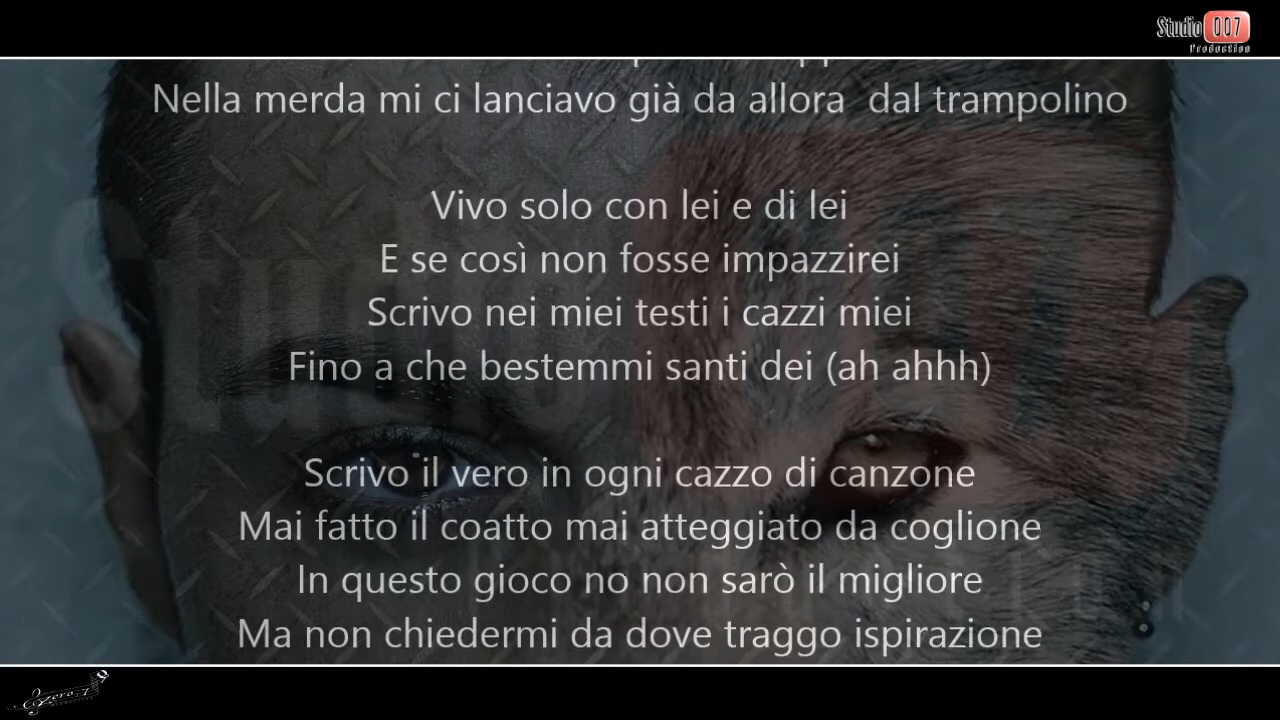 Studio 007
Production
Nella merda mi ci lanciavo già da allora  dal trampolino
Vivo solo con lei e di lei
E se così non fosse impazzirei
Scrivo nei miei testi i cazzi miei
Fino a che bestemmi santi dei (ah ahhh)
Scrivo il vero in ogni cazzo di canzone
Mai fatto il coatto mai atteggiato da coglione
In questo gioco no non sarò il migliore
Ma non chiedermi da dove traggo ispirazione